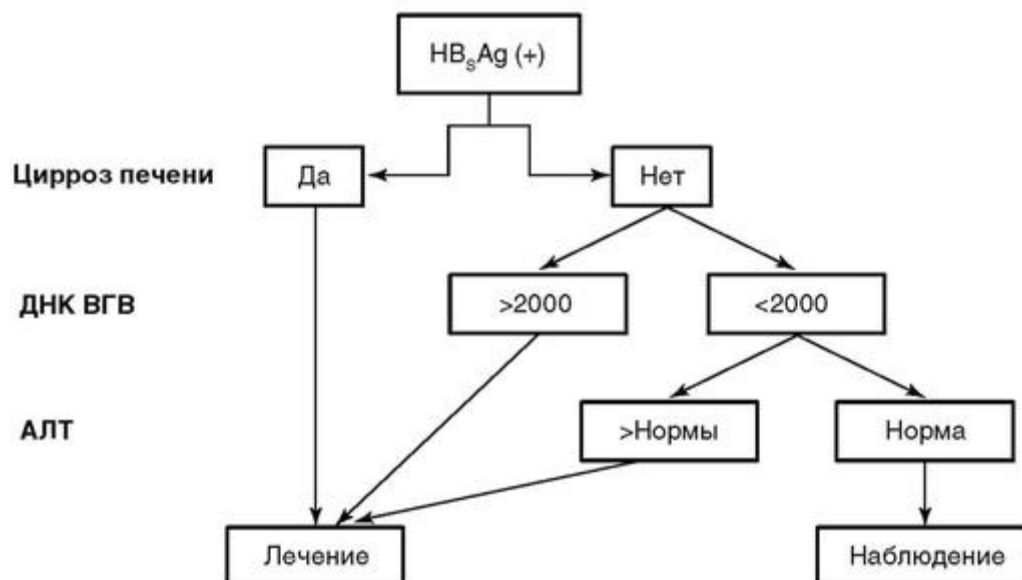 HBsAg (+)
Цирроз печени
Да
Нет
ДНК ВГВ
>2000
<2000
АЛТ
>Нормы
Норма
Лечение
Наблюдение